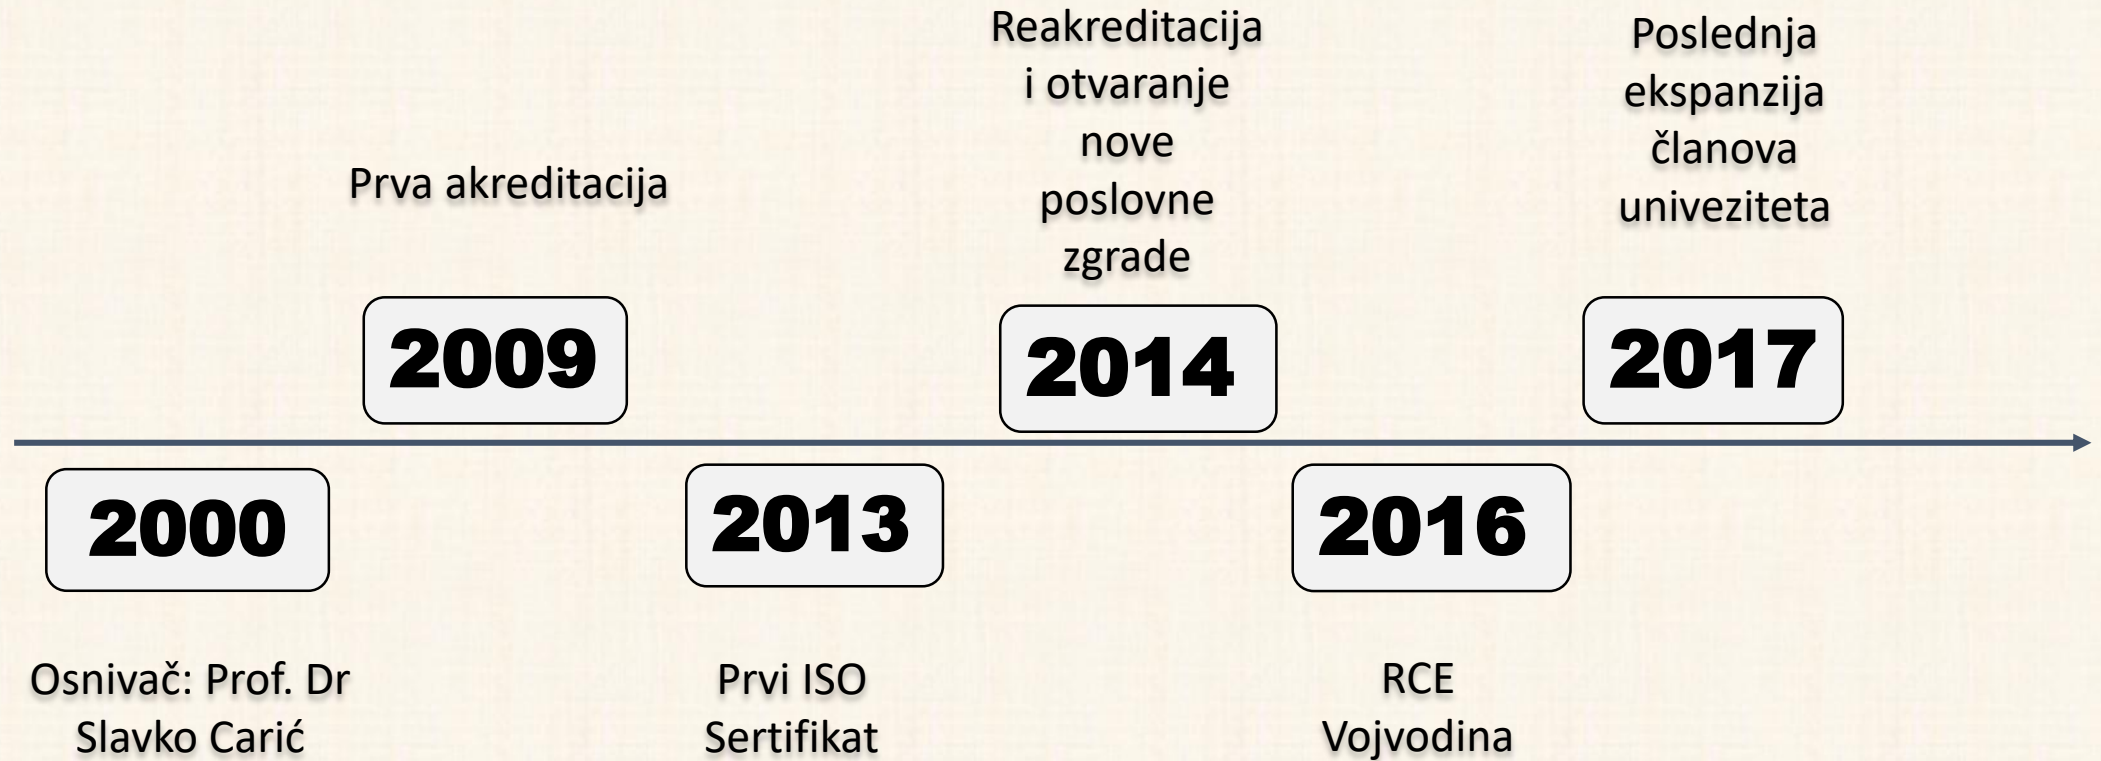 Prva akreditacija
2009
Reakreditacija
i otvaranje
nove
poslovne
zgrade
2014
Poslednja
ekspanzija
članova
univeziteta
2017
2000
Osnivač: Prof. Dr
Slavko Carić
2013
Prvi ISO
Sertifikat
2016
RCE
Vojvodina